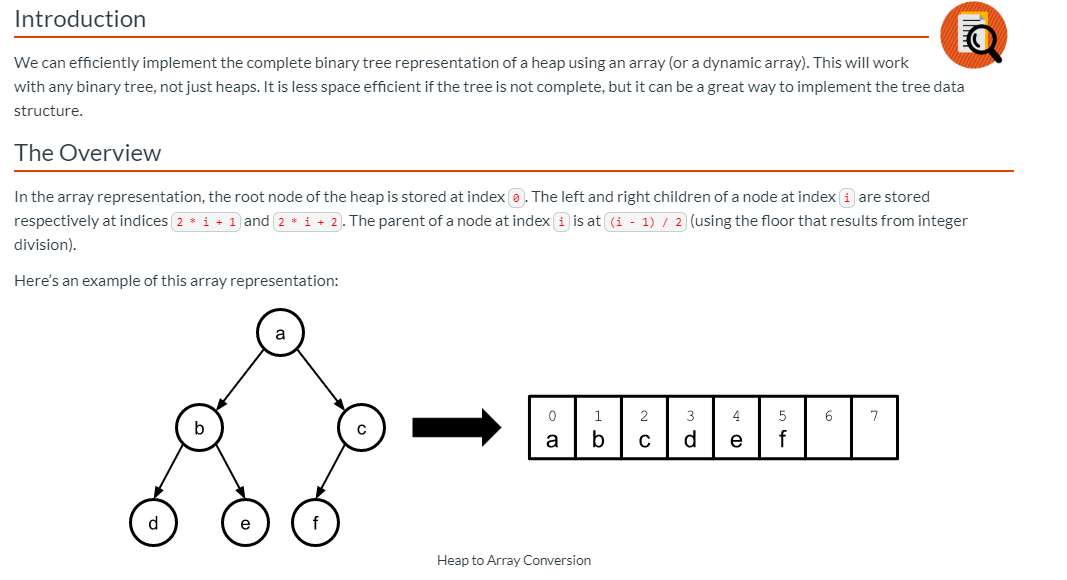 Introduction
We can efficiently implement the complete binary tree representation of a heap using an array (or a dynamic array). This will work
with any binary tree, not just heaps. It is less space efficient if the tree is not complete, but it can be a great way to implement the tree data
structure.
The Overview
In the array representation, the root node of the heap is stored at index 0. The left and right children of a node at index i are stored
respectively at indices 2 * i + 1 and 2 * i + 2. The parent of a node at index i is at (i - 1) / 2 (using the floor that results from integer
division).
Here’s an example of this array representation:
a
b c
d e f
0 1 2 3 4 5 6 7
a b c d e f
Heap to Array Conversion